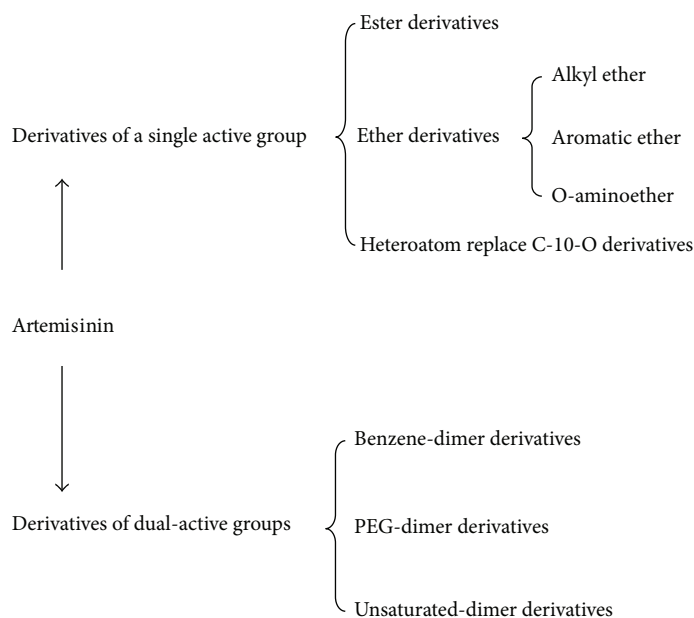 Ester derivatives
Alkyl ether
Derivatives of a single active group
Ether derivatives
Aromatic ether
O-aminoether
Heteroatom replace C-10-O derivatives
Artemisinin
Benzene-dimer derivatives
Derivatives of dual-active groups
PEG-dimer derivatives
Unsaturated-dimer derivatives